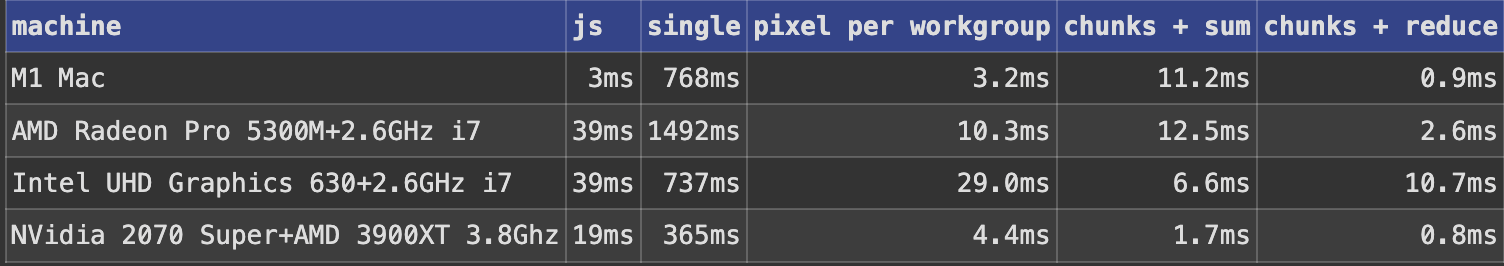 machine js single pixel per workgroup chunks + sum chunks + reduce
M1 Mac 3ms 768ms 3.2ms 11.2ms 0.9ms
AMD Radeon Pro 5300M+2.6GHz i7 39ms 1492ms 10.3ms 12.5ms 2.6ms
Intel UHD Graphics 630+2.6GHz i7 39ms 737ms 29.0ms 6.6ms 10.7ms
NVidia 2070 Super+AMD 3900XT 3.8Ghz 19ms 365ms 4.4ms 1.7ms 0.8ms